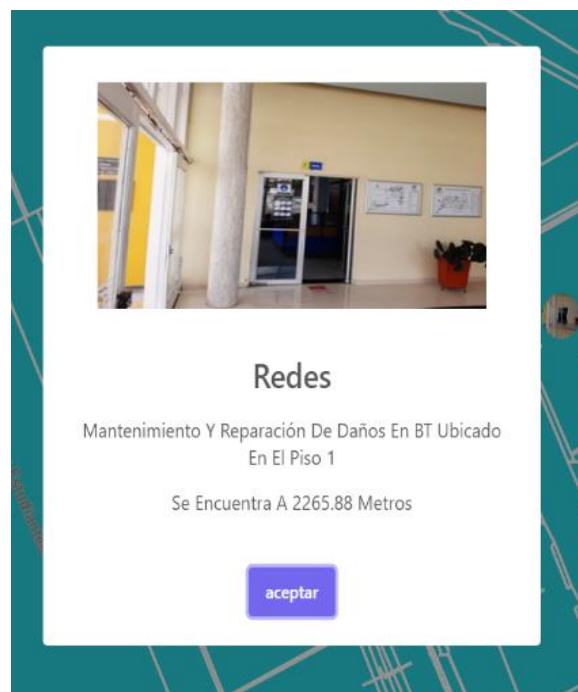 Redes
Mantenimiento Y Reparación De Daños En BT Ubicado
En El Piso 1
Se Encuentra A 2265.88 Metros
aceptar